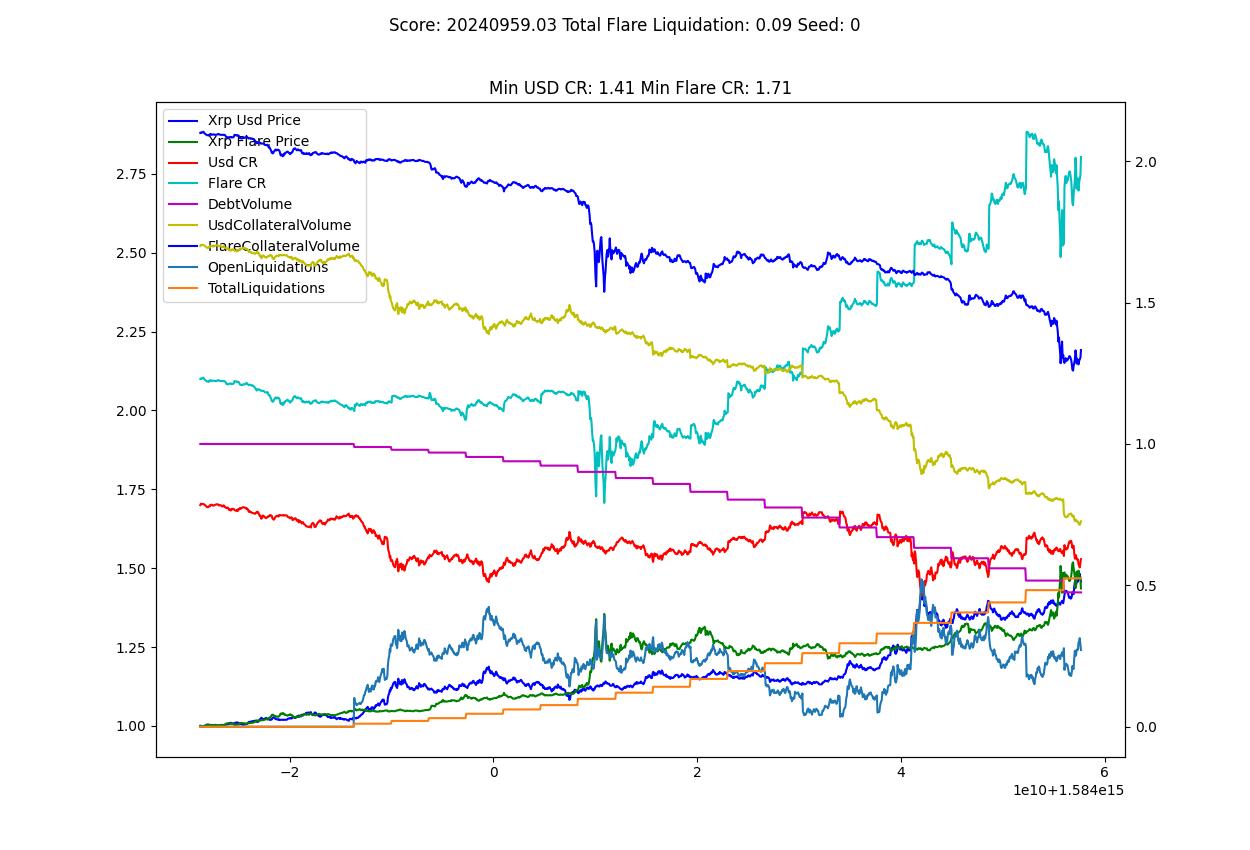 Score: 20240959.03 Total Flare Liquidation: 0.09 Seed: 0
Min USD CR: 1.41 Min Flare CR: 1.71
Xrp Usd Price
Xrp Flare Price
Usd CR
Flare CR
DebtVolume
UsdCollateralVolume
FlareCollateralVolume
OpenLiquidations
TotalLiquidations
2.75
2.50
2.25
2.00
1.75
1.50
1.25
1.00
2.0
1.5
1.0
0.5
0.0
−2
0
2
4
6
1e10+1.584e15